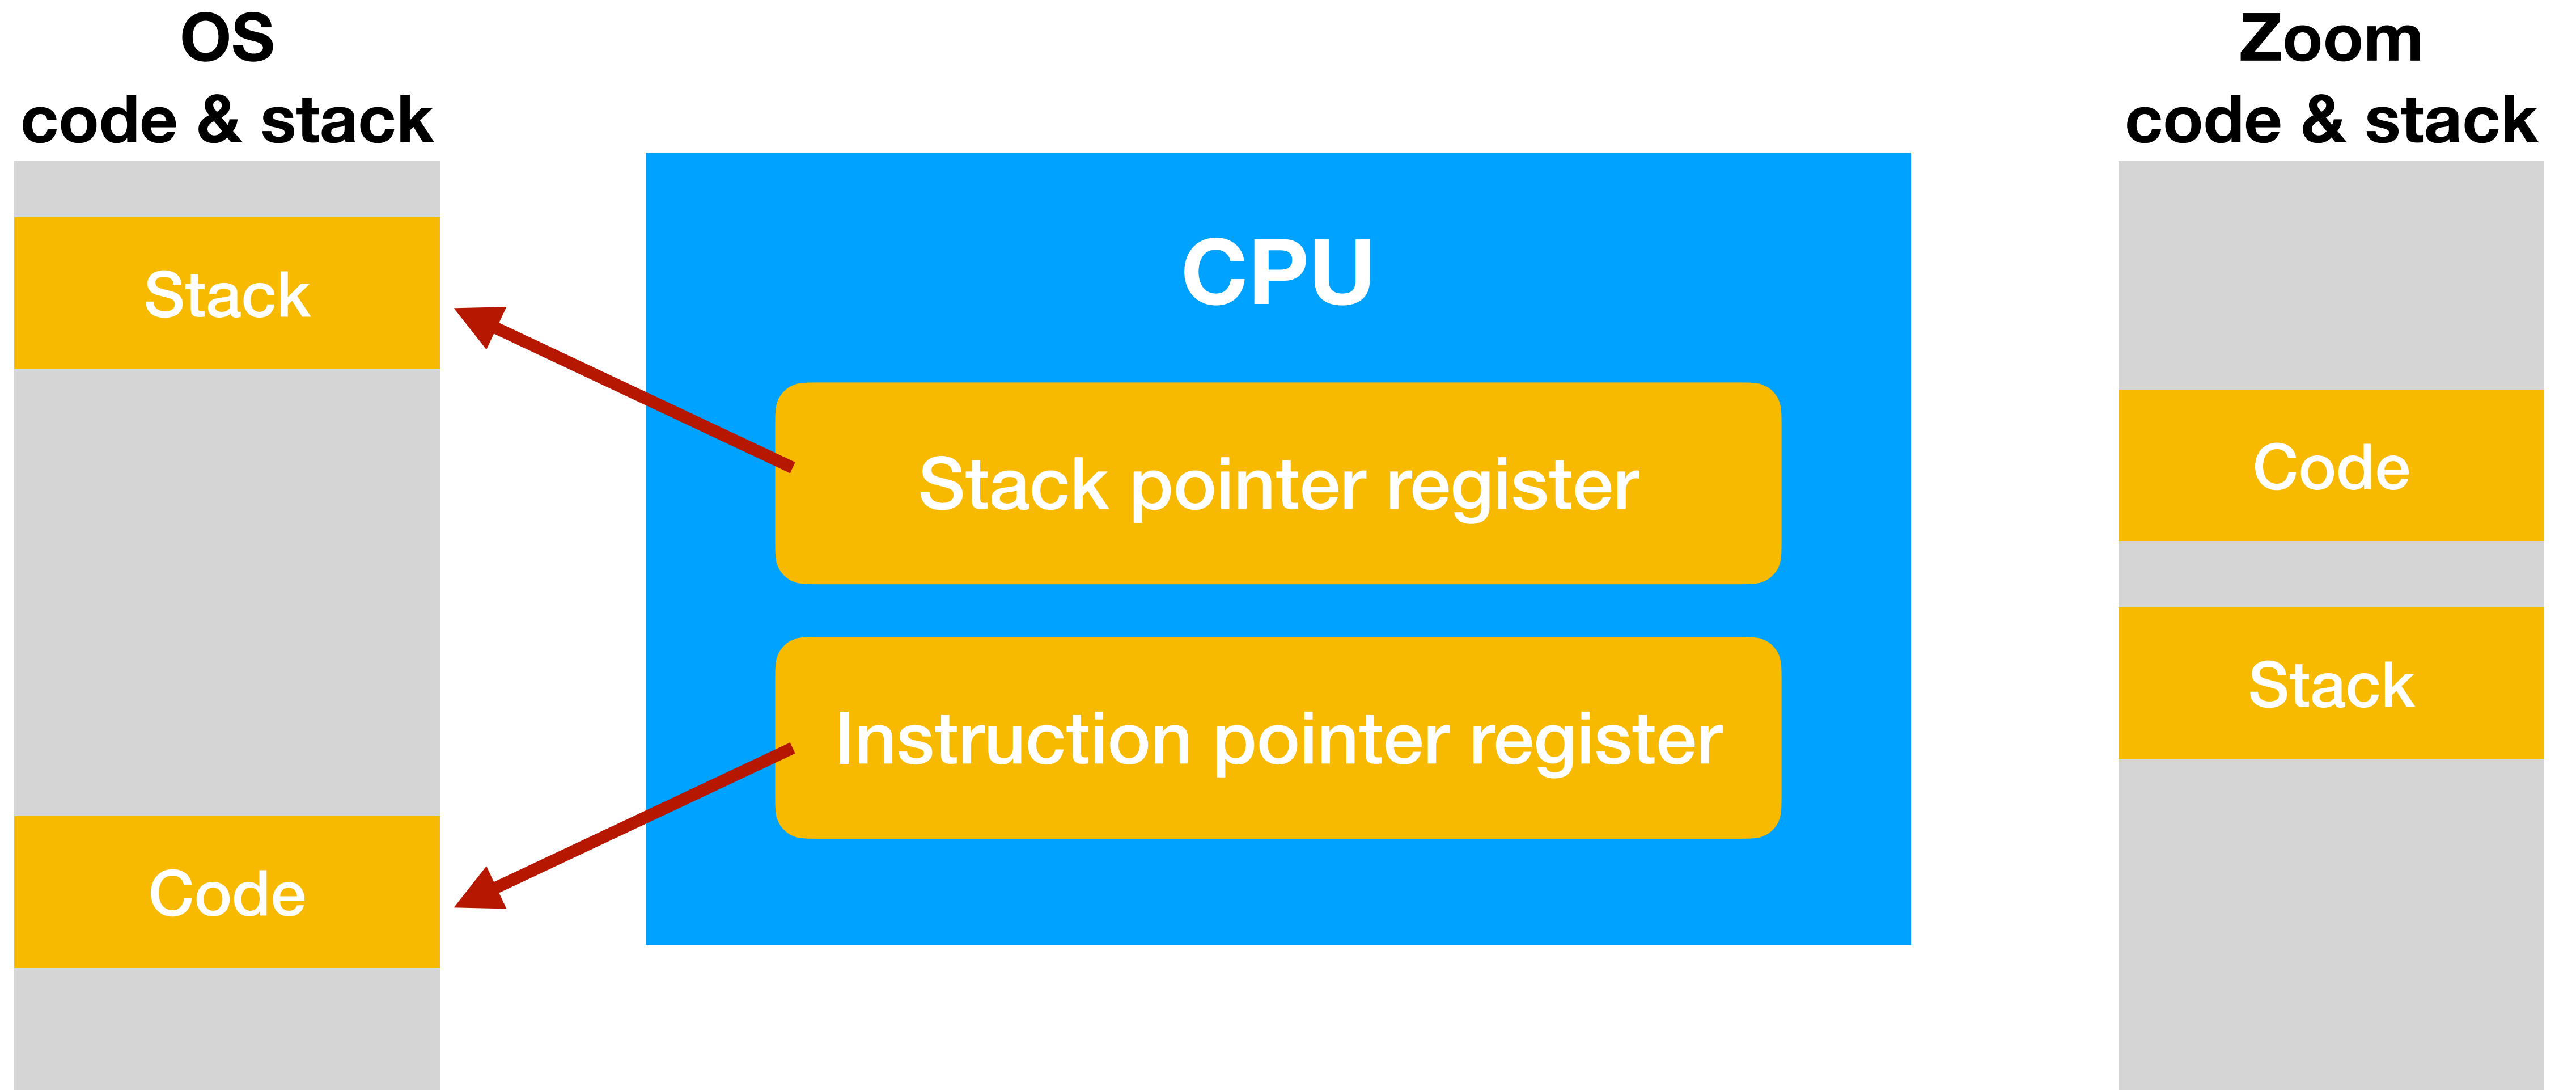 OS
code & stack
Stack
Code
CPU
Stack pointer register
Instruction pointer register
Zoom
code & stack
Code
Stack